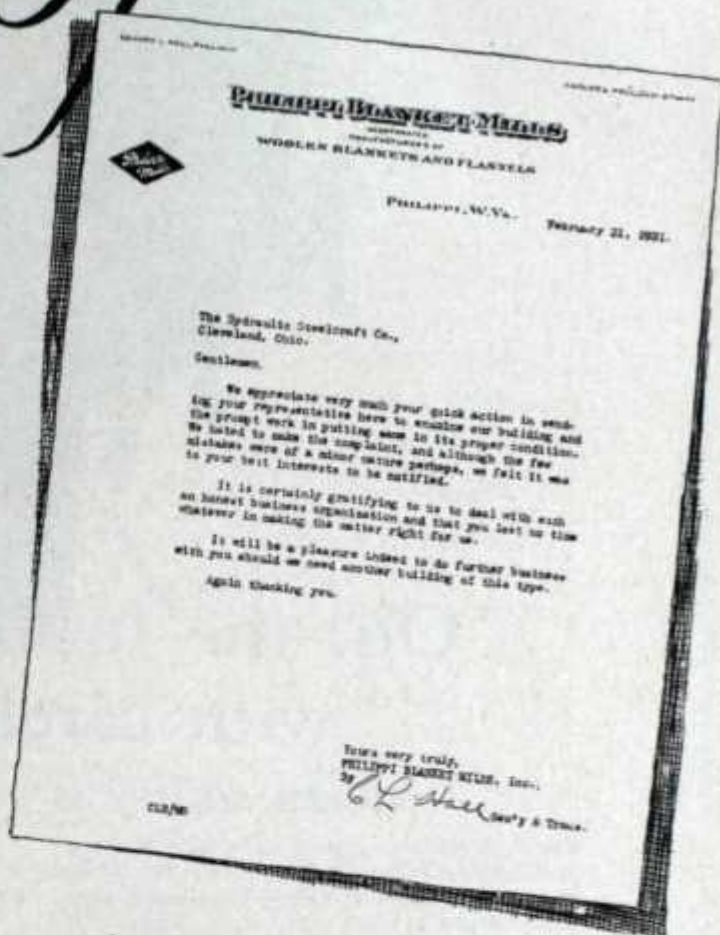 PHILIPPI BLANKET MILLS
INCORPORATED
MANUFACTURERS OF
WOOLEN BLANKETS AND FLANNELS
PHILIPPI, W.VA.
February 21, 1921.
The Hydraulic Steelcraft Co.,
Cleveland, Ohio.
Gentlemen
We appreciate very much your quick action in send-
ing your representative here to examine our building and
the prompt work in putting same in its proper condition.
We hated to make the complaint, and although the few
mistakes were of a minor nature perhaps, we felt it was
to your best interests to be notified.
It is certainly gratifying to us to deal with such
an honest business organization and that you lost no time
whatever in making the matter right for us.
It will be a pleasure indeed to do further business
with you should we need another building of this type.
Again thanking you.
Yours very truly,
PHILIPPI BLANKET MILLS, Inc.,
By C L Hall Sec'y & Treas.